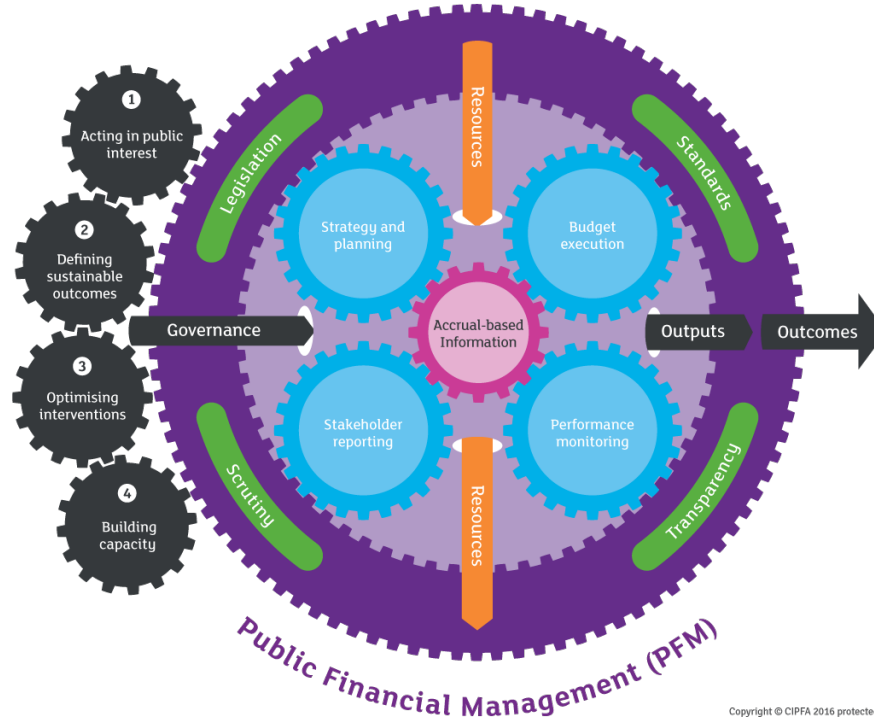 1
Acting in public
interest
2
Defining
sustainable
outcomes
3
Optimising
interventions
4
Building
capacity
Legislation
Resources
Standards
Strategy and
planning
Budget
execution
Governance
Accrual-based
Information
Outputs
Outcomes
Stakeholder
reporting
Performance
monitoring
Scrutiny
Resources
Transparency
Public Financial Management (PFM)
Copyright © CIPFA 2016 protected